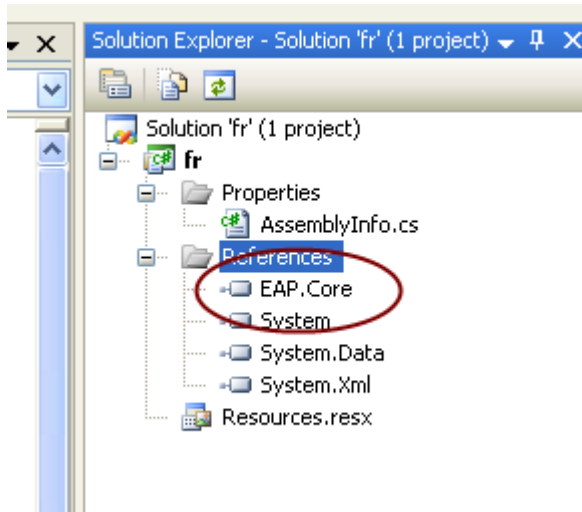 Solution Explorer - Solution 'fr' (1 project)
Solution 'fr' (1 project)
C# fr
Properties
C# AssemblyInfo.cs
References
EAP.Core
System
System.Data
System.Xml
Resources.resx